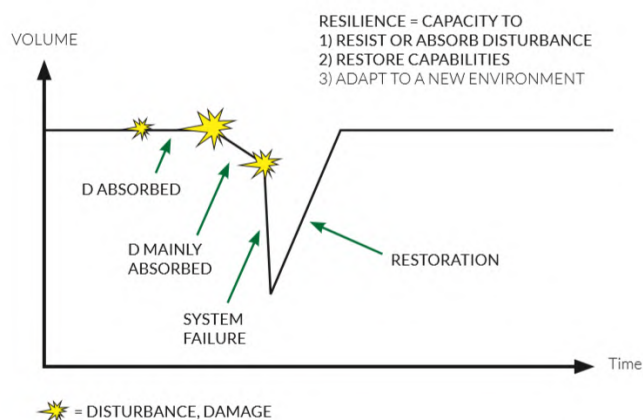 RESILIENCE = CAPACITY TO
1) RESIST OR ABSORB DISTURBANCE
2) RESTORE CAPABILITIES
3) ADAPT TO A NEW ENVIRONMENT
VOLUME
D ABSORBED
D MAINLY
ABSORBED
SYSTEM
FAILURE
RESTORATION
Time
= DISTURBANCE, DAMAGE